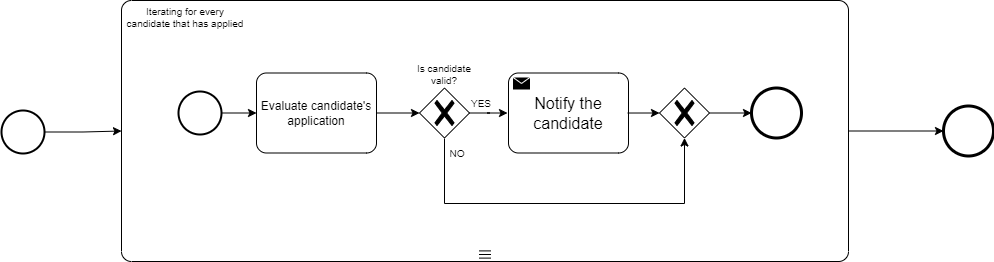 Iterating for every
candidate that has applied
Is candidate
valid?
Evaluate candidate's
application
YES
Notify the
candidate
NO